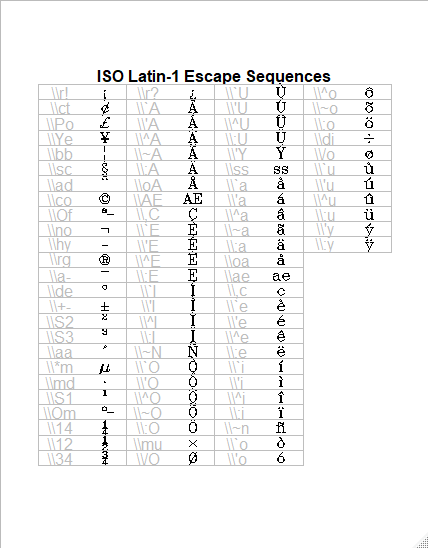 ISO Latin-1 Escape Sequences
\\r! ¡ \\r? ¿ \\`U Ù \\^o ô
\\ct ¢ \\`A À \\'U Ú \\~o õ
\\Po £ \\'A Á \\^U Û \\:o ö
\\Ye ¥ \\^A Â \\:U Ü \\di ÷
\\bb ¦ \\~A Ã \\'Y Ý \\/o ø
\\sc § \\:A Ä \\ss ss \\`u ù
\\ad ¨ \\oA Å \\`a à \\'u ú
\\co © \\AE AE \\'a á \\^u û
\\Of ª \\,C Ç \\^a â \\:u ü
\\no ¬ \\`E È \\~a ã \\'y ý
\\hy - \\'E É \\:a ä \\:y ÿ
\\rg ® \\^E Ê \\oa å
\\a- ¯ \\:E Ë \\ae ae
\\de ° \\`I Ì \\,c ç
\\+- ± \\'I Í \\`e è
\\S2 ² \\^I Î \\'e é
\\S3 ³ \\:I Ï \\^e ê
\\aa ´ \\~N Ñ \\:e ë
\\*m µ \\`O Ò \\`i í
\\md · \\'O Ó \\'i ì
\\S1 ¹ \\^O Ô \\^i î
\\Om º \\~O Õ \\:i ï
\\14 ¼ \\:O Ö \\~n ñ
\\12 ½ \\mu × \\`o ò
\\34 ¾ \\/O Ø \\'o ó